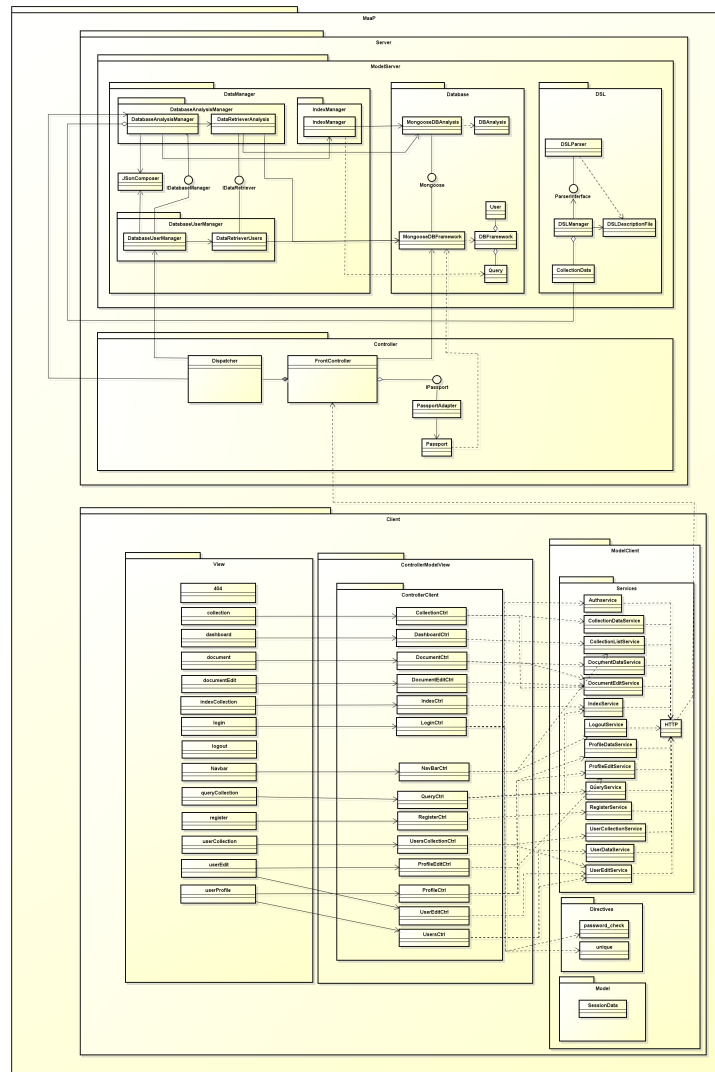 MaaP
Server
ModelServer
DataManager
DatabaseAnalysisManager
DatabaseAnalysisManager
DataRetrieverAnalysis
IndexManager
IndexManager
JSonComposer
IDatabaseManager
IDataRetriever
DatabaseUserManager
DatabaseUserManager
DataRetrieverUsers
Database
MongooseDBAnalysis
DBAnalysis
Mongoose
User
MongooseDBFramework
DBFramework
Query
DSL
DSLParser
ParserInterface
DSLManager
DSLDescriptionFile
CollectionData
Controller
Dispatcher
FrontController
IPassport
PassportAdapter
Passport
Client
View
404
collection
dashboard
document
documentEdit
indexCollection
login
logout
Navbar
queryCollection
register
userCollection
userEdit
userProfile
ControllerModelView
ControllerClient
CollectionCtrl
DashboardCtrl
DocumentCtrl
DocumentEditCtrl
IndexCtrl
LoginCtrl
NavBarCtrl
QueryCtrl
RegisterCtrl
UsersCollectionCtrl
ProfileEditCtrl
ProfileCtrl
UserEditCtrl
UsersCtrl
ModelClient
Services
Authservice
CollectionDataService
CollectionListService
DocumentDataService
DocumentEditService
IndexService
LogoutService
HTTP
ProfileDataService
ProfileEditService
QueryService
RegisterService
UserCollectionService
UserDataService
UserEditService
Directives
password_check
unique
Model
SessionData